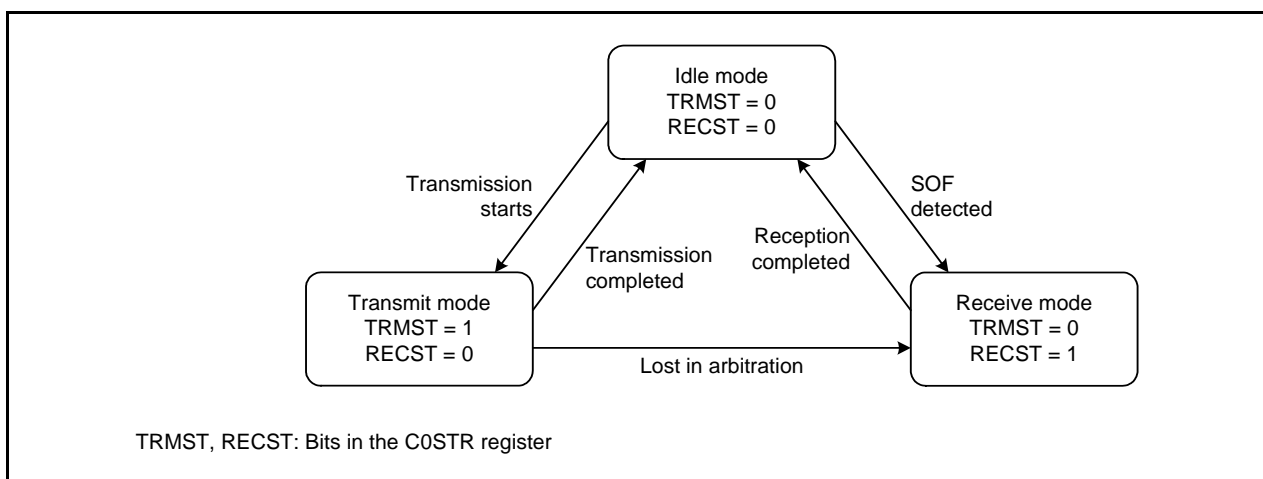 Idle mode
TRMST = 0
RECST = 0
Transmission
starts
SOF
detected
Transmission
completed
Reception
completed
Transmit mode
TRMST = 1
RECST = 0
Receive mode
TRMST = 0
RECST = 1
Lost in arbitration
TRMST, RECST: Bits in the C0STR register